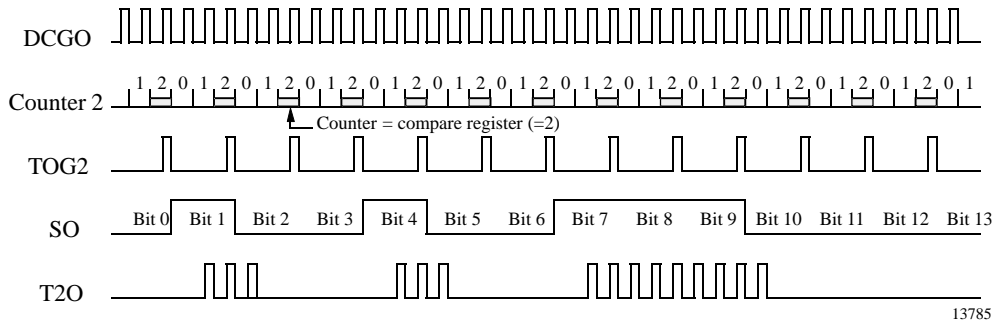 DCGO
1 2 0 1 2 0 1 2 0 1 2 0 1 2 0 1 2 0 1 2 0 1 2 0 1 2 0 1 2 0 1 2 0 1 2 0 1 2 0 1
Counter 2
Counter = compare register (=2)
TOG2
Bit 0 Bit 1 Bit 2 Bit 3 Bit 4 Bit 5 Bit 6 Bit 7 Bit 8 Bit 9 Bit 10 Bit 11 Bit 12 Bit 13
SO
T2O
13785